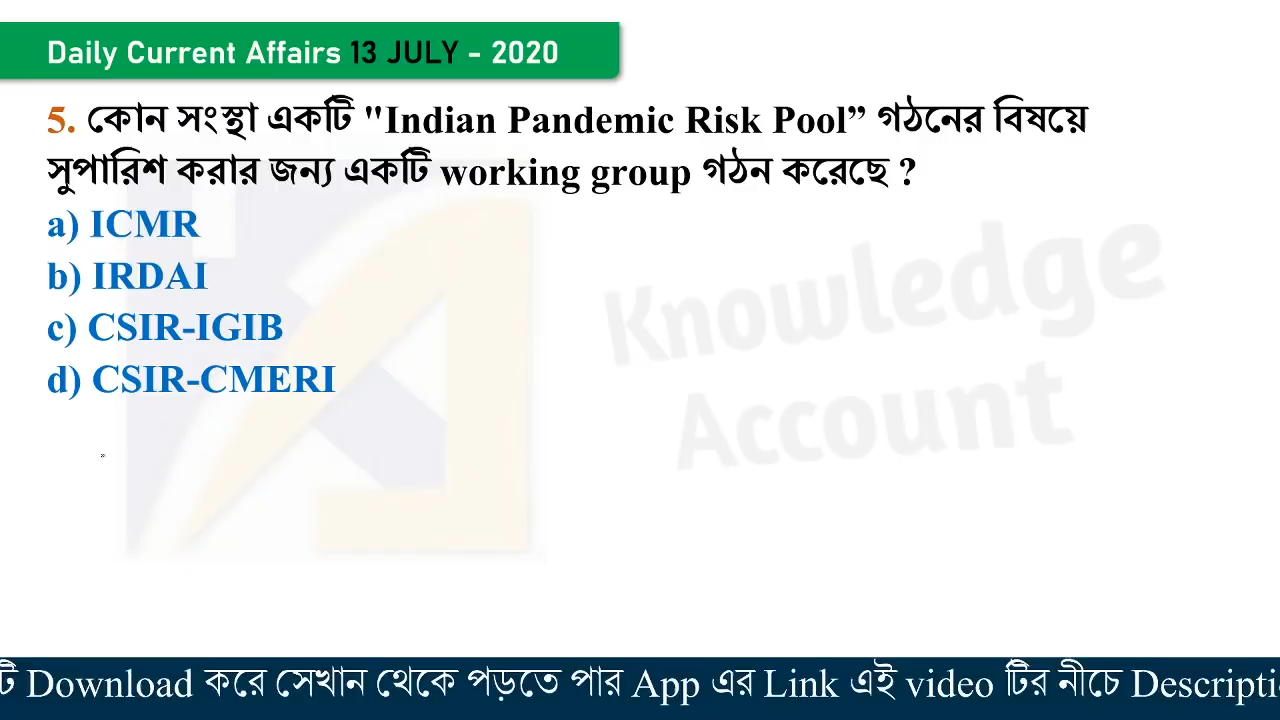 Daily Current Affairs 13 JULY - 2020
5. কোন সংস্থা একটি "Indian Pandemic Risk Pool” গঠনের বিষয়ে
সুপারিশ করার জন্য একটি working group গঠন করেছে ?
a) ICMR
b) IRDAI
c) CSIR-IGIB
d) CSIR-CMERI
Knowledge
Account
টি Download করে সেখান থেকে পড়তে পার App এর Link এই video টির নীচে Descripti